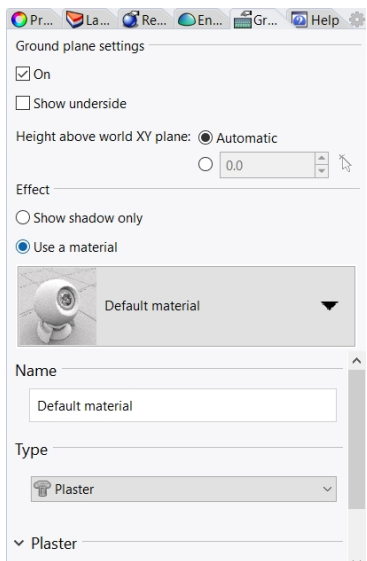 Pr... La... Re... En... Gr... Help
Ground plane settings
On
Show underside
Height above world XY plane: Automatic
0.0
Effect
Show shadow only
Use a material
Default material
Name
Default material
Type
Plaster
Plaster